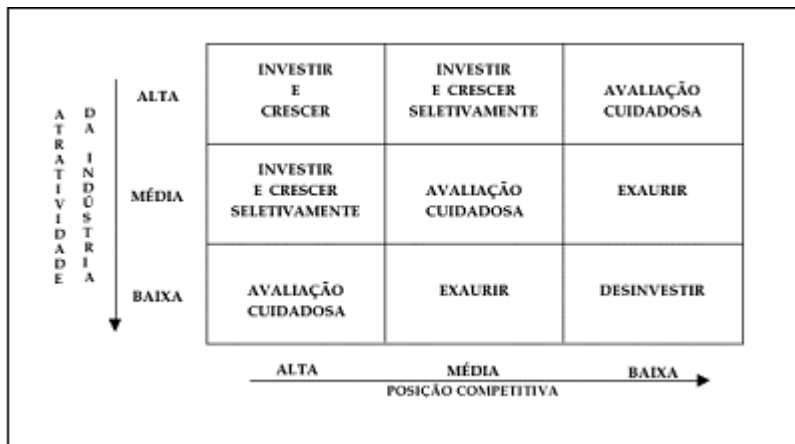 ATRATIVIDADE
DA INDÚSTRIA
ALTA
INVESTIR
E
CRESCER
INVESTIR
E CRESCER
SELETIVAMENTE
AVALIAÇÃO
CUIDADOSA
MÉDIA
INVESTIR
E CRESCER
SELETIVAMENTE
AVALIAÇÃO
CUIDADOSA
EXAURIR
BAIXA
AVALIAÇÃO
CUIDADOSA
EXAURIR
DESINVESTIR
ALTA
MÉDIA
BAIXA
POSIÇÃO COMPETITIVA